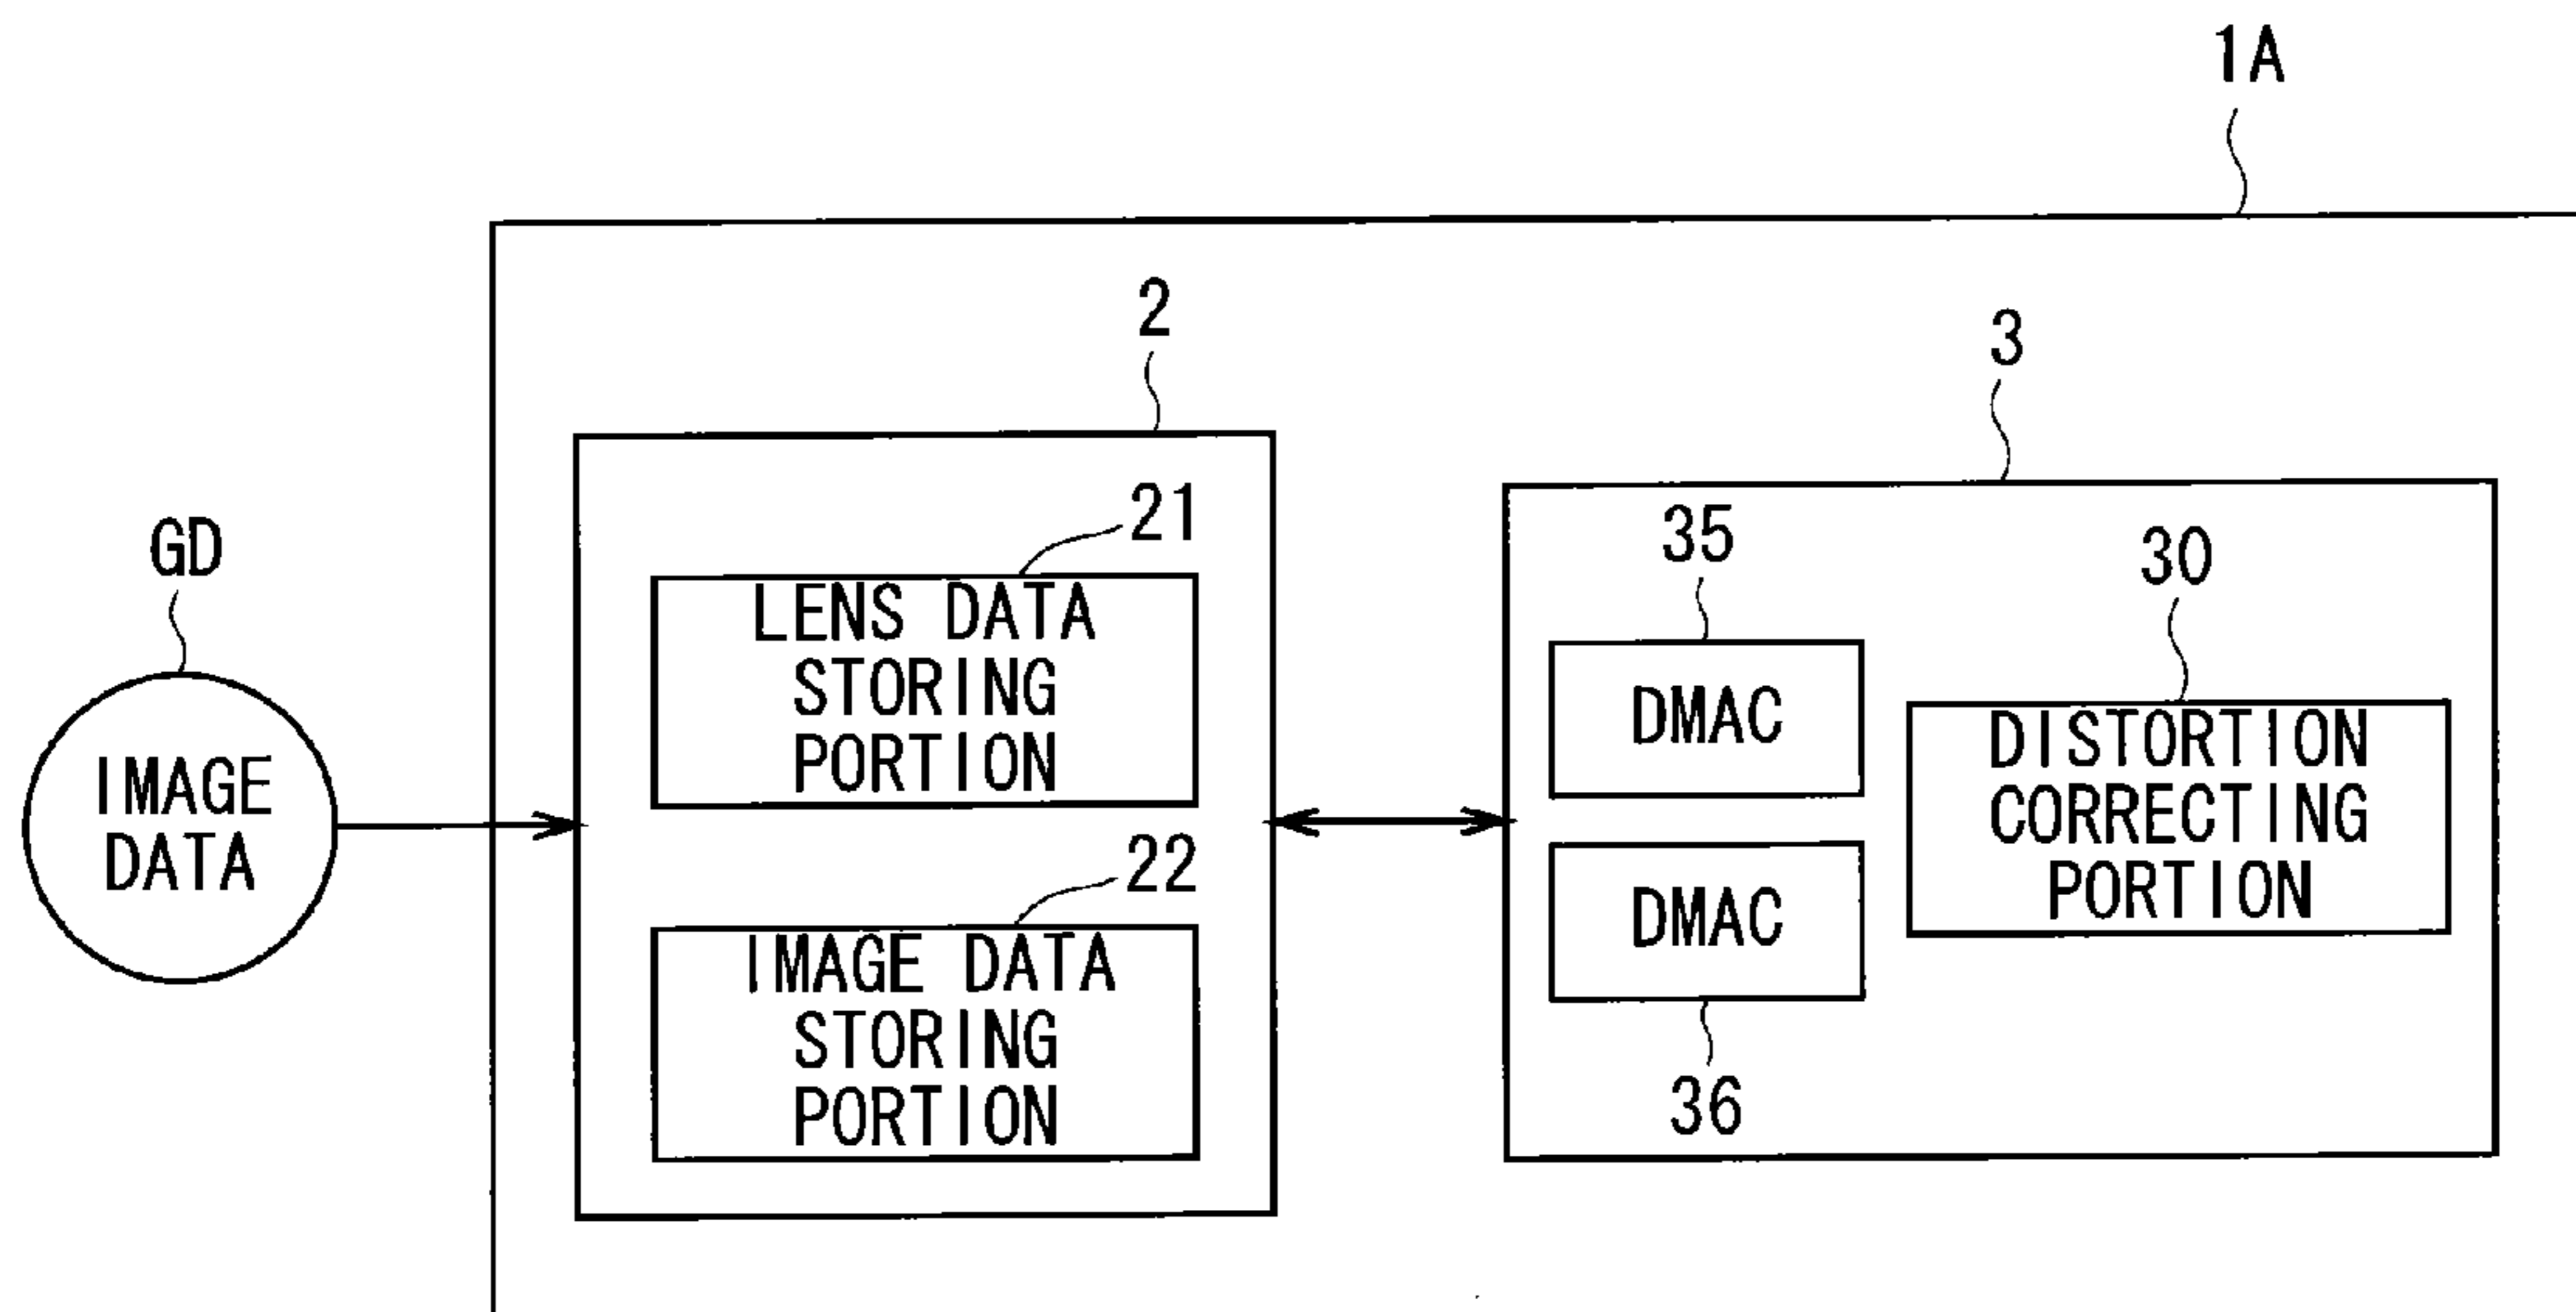 1A
2
3
GD
IMAGE
DATA
21
LENS DATA
STORING
PORTION
22
IMAGE DATA
STORING
PORTION
35
DMAC
DMAC
36
30
DISTORTION
CORRECTING
PORTION